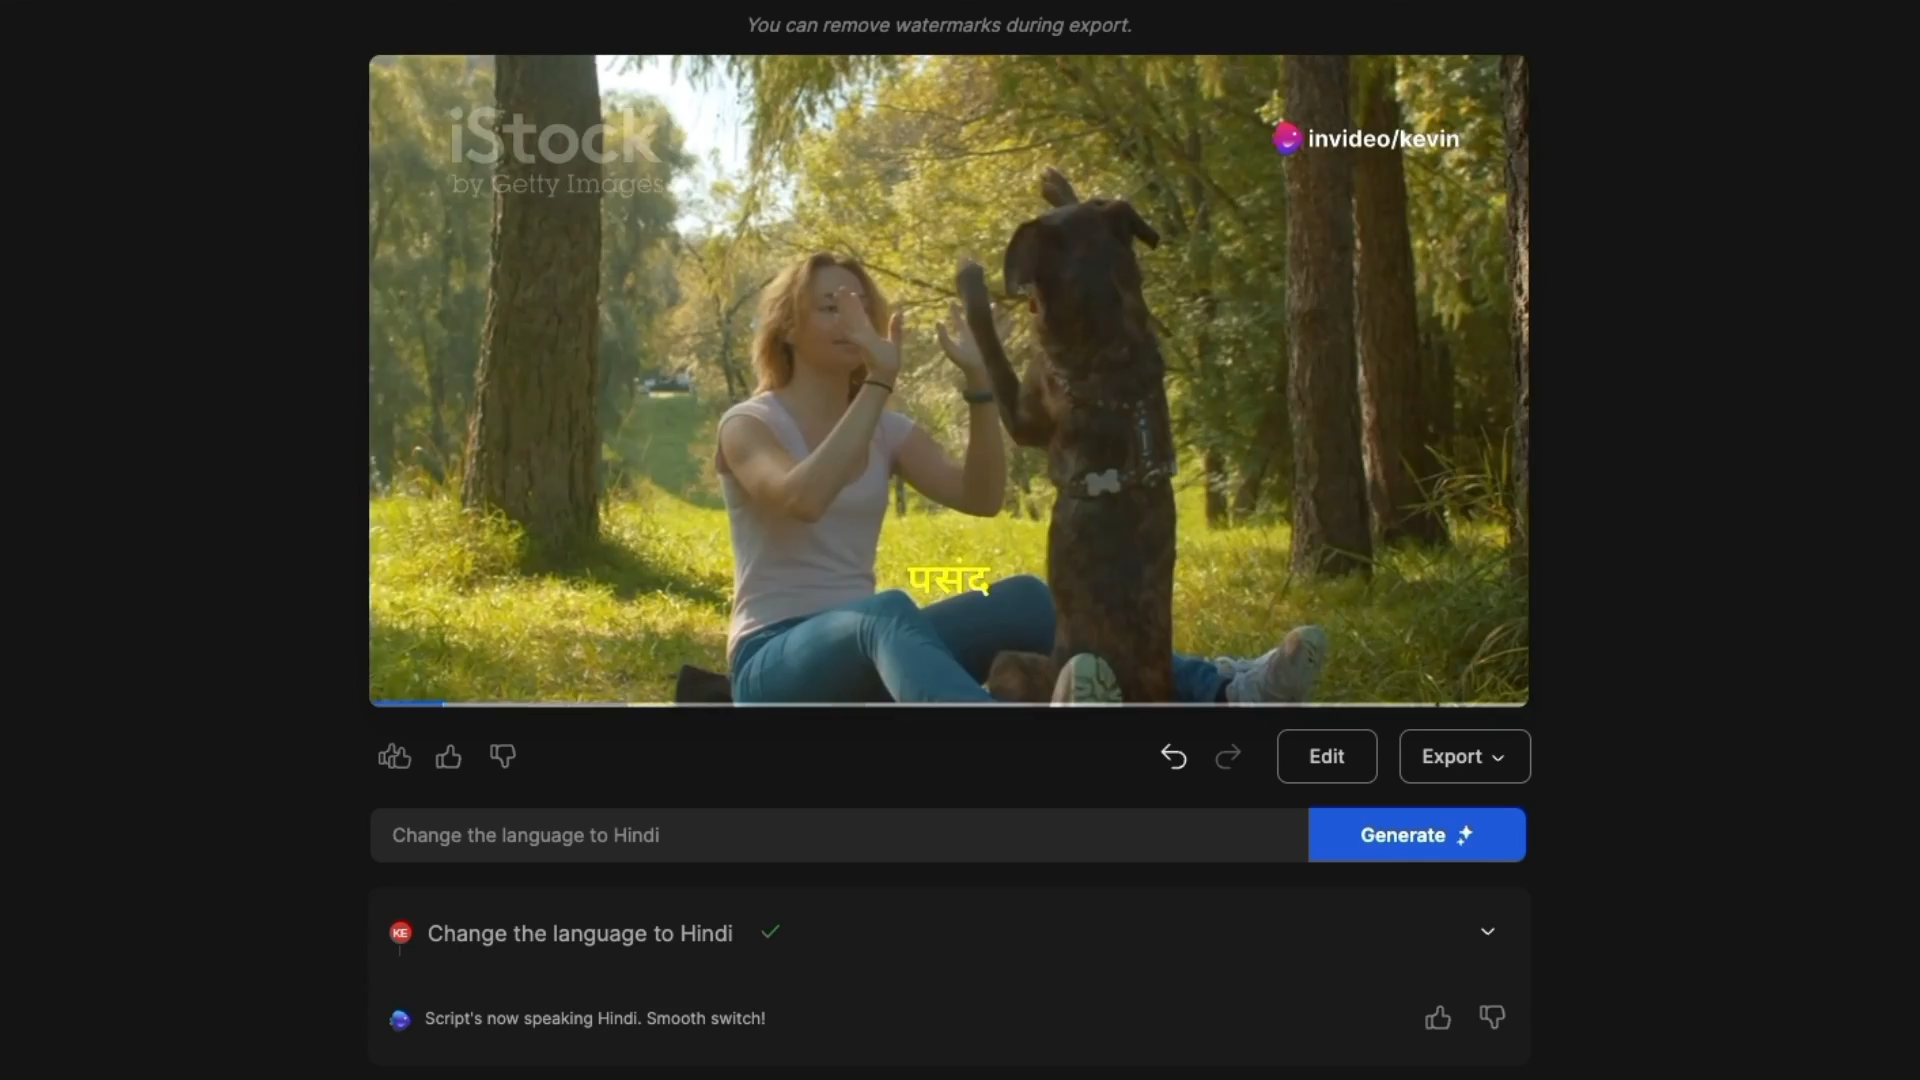 You can remove watermarks during export.
iStock
by Getty Images
invideo/kevin
पसंद
Edit
Export
Change the language to Hindi
Generate
KE
Change the language to Hindi
Script's now speaking Hindi. Smooth switch!